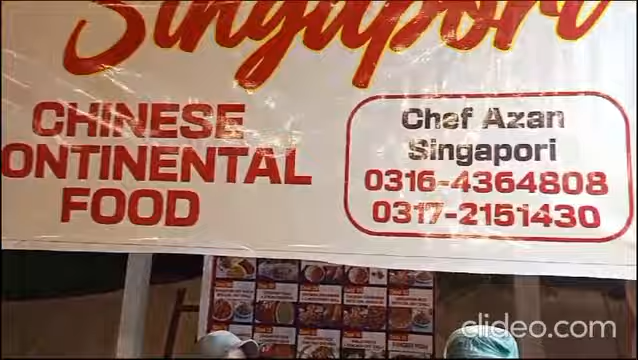 Singapori
CHINESE
ONTINENTAL
FOOD
Chef Azan
Singapori
0316-4364808
0317-2151430
clideo.com